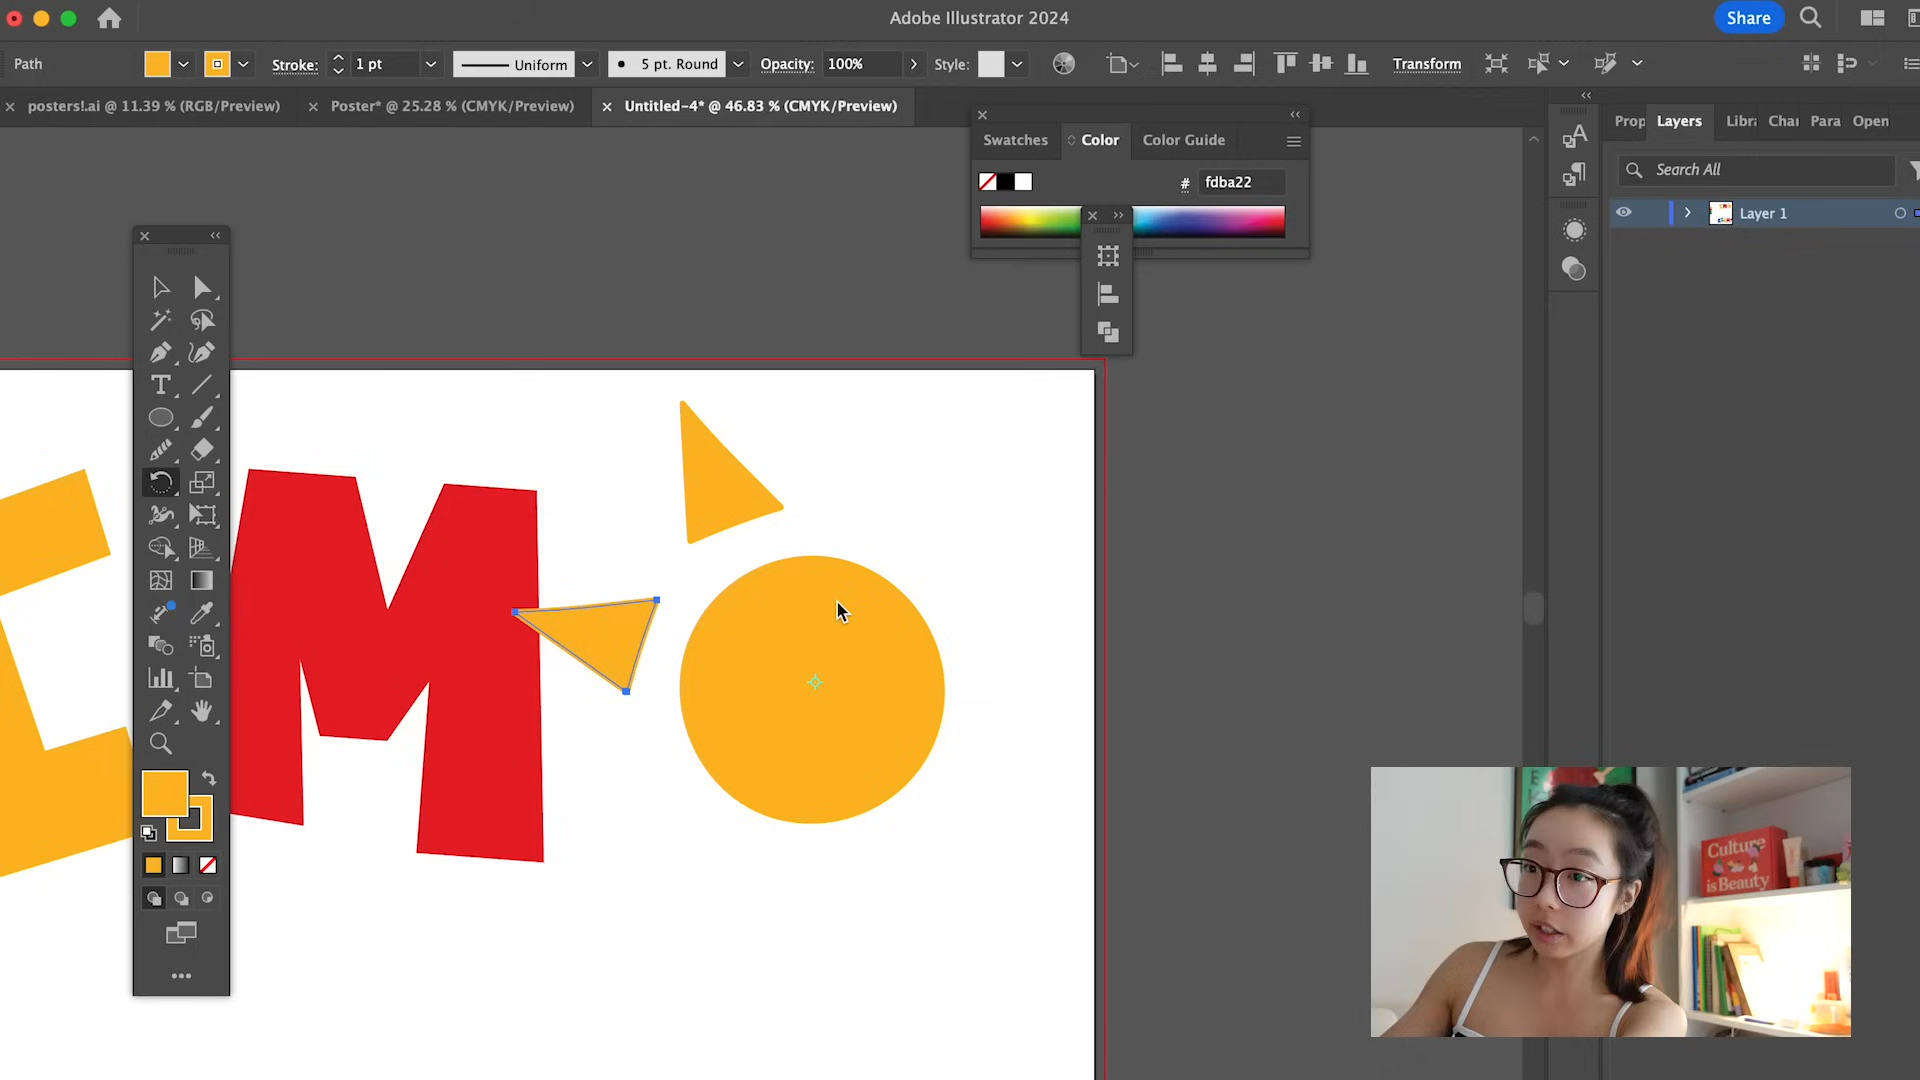 Adobe Illustrator 2024
Share
Path
Stroke:
1 pt
Uniform
5 pt. Round
Opacity:
100%
Style:
Transform
posters!.ai @ 11.39 % (RGB/Preview)
Poster* @ 25.28 % (CMYK/Preview)
Untitled-4* @ 46.83 % (CMYK/Preview)
Swatches
Color
Color Guide
# fdba22
Prop
Layers
Libra
Char
Para
Open
Search All
Layer 1
M
Culture
is Beauty